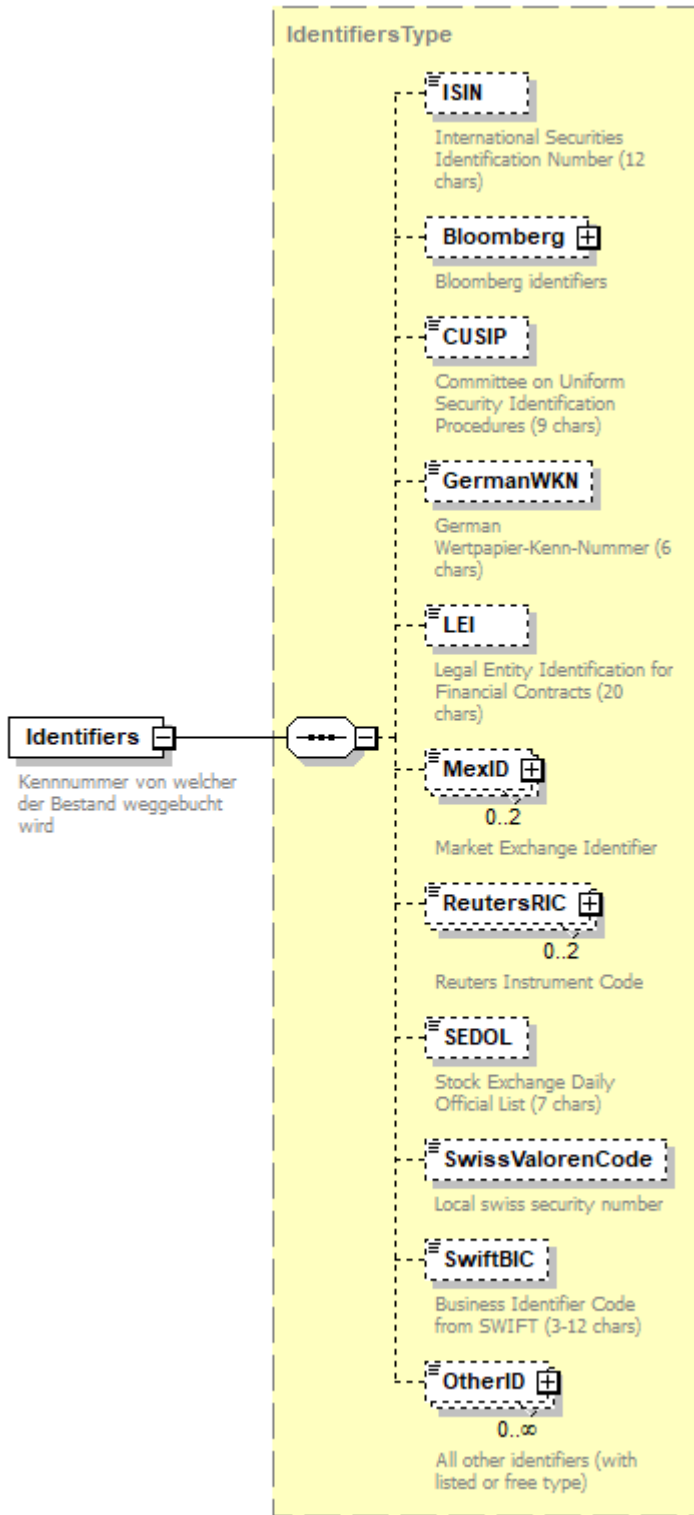 IdentifiersType
ISIN
International Securities
Identification Number (12
chars)
Bloomberg
Bloomberg identifiers
CUSIP
Committee on Uniform
Security Identification
Procedures (9 chars)
GermanWKN
German
Wertpapier-Kenn-Nummer (6
chars)
LEI
Legal Entity Identification for
Financial Contracts (20
chars)
Identifiers
Kennnummer von welcher
der Bestand weggebucht
wird
MexID
0..2
Market Exchange Identifier
ReutersRIC
0..2
Reuters Instrument Code
SEDOL
Stock Exchange Daily
Official List (7 chars)
SwissValorenCode
Local swiss security number
SwiftBIC
Business Identifier Code
from SWIFT (3-12 chars)
OtherID
0..∞
All other identifiers (with
listed or free type)